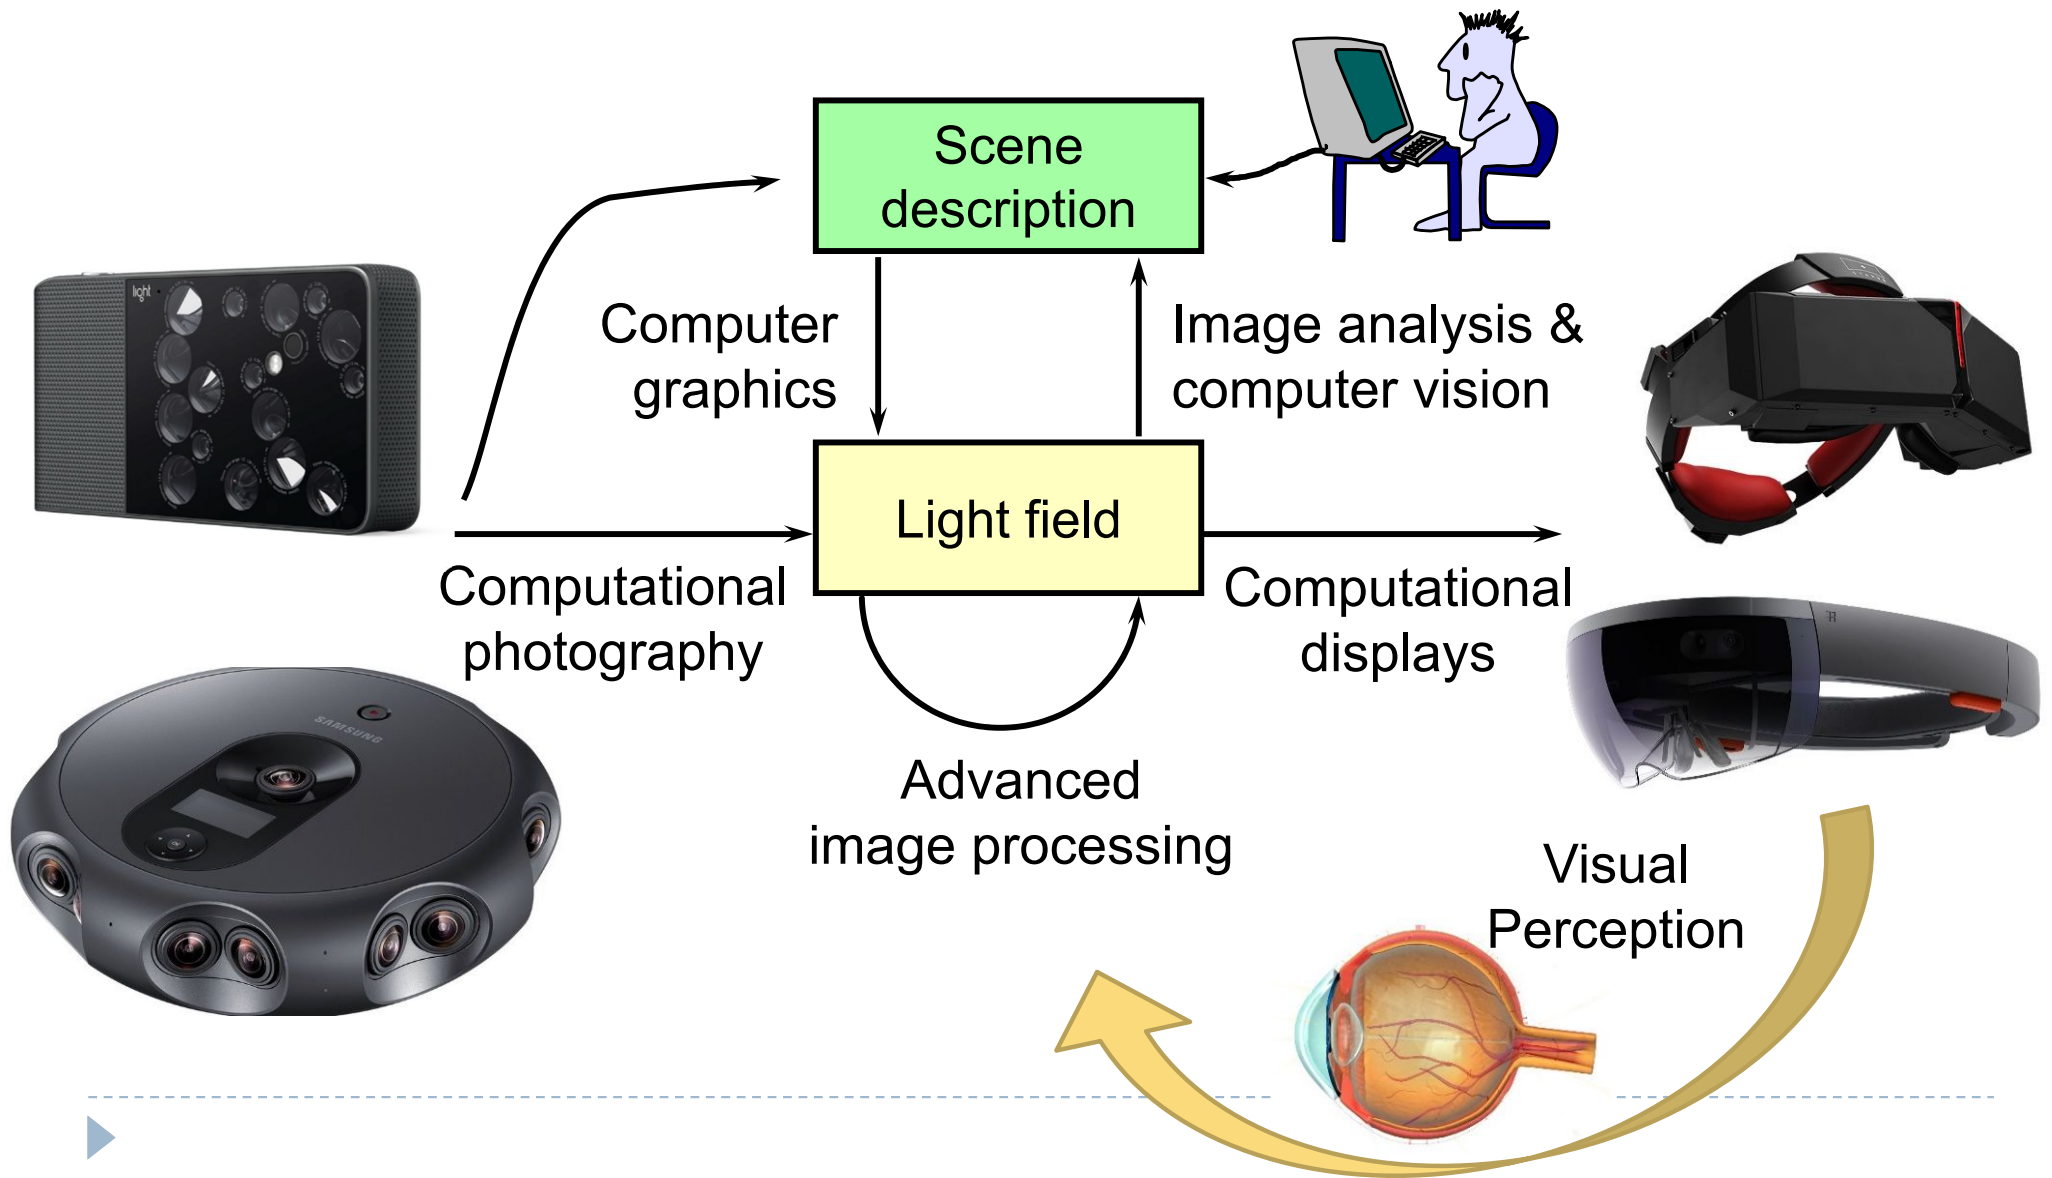 Scene
description
light
Computer
graphics
Image analysis &
computer vision
Light field
Computational
photography
Computational
displays
SAMSUNG
Advanced
image processing
Visual
Perception